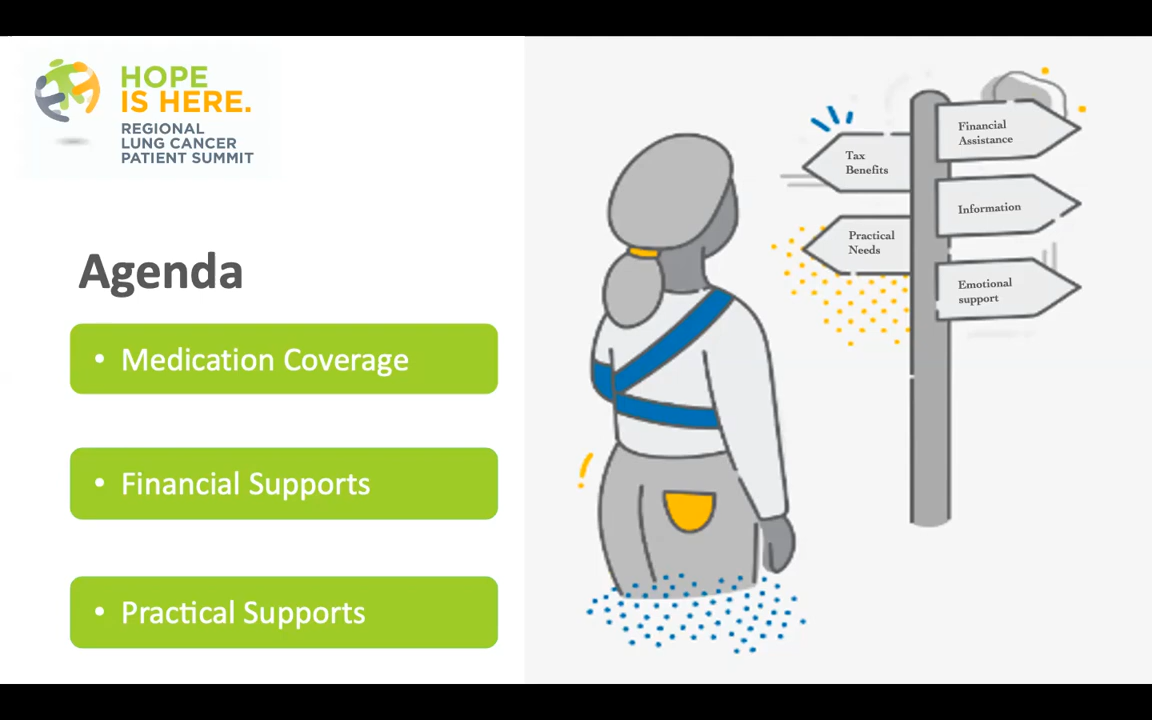 HOPE
IS HERE.
REGIONAL
LUNG CANCER
PATIENT SUMMIT
Agenda
• Medication Coverage
• Financial Supports
• Practical Supports
Financial
Assistance
Tax
Benefits
Information
Practical
Needs
Emotional
support